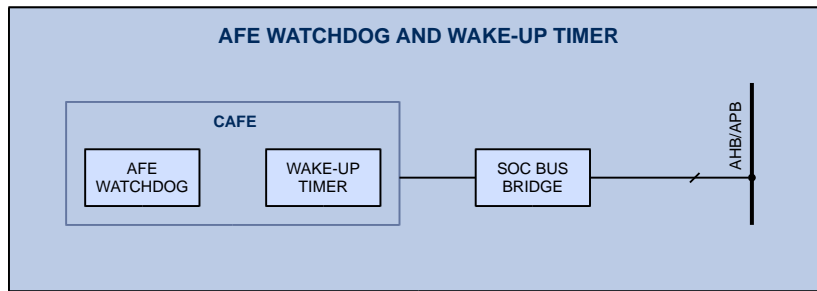 AFE WATCHDOG AND WAKE-UP TIMER
CAFE
AFE
WATCHDOG
WAKE-UP
TIMER
SOC BUS
BRIDGE
AHB/APB